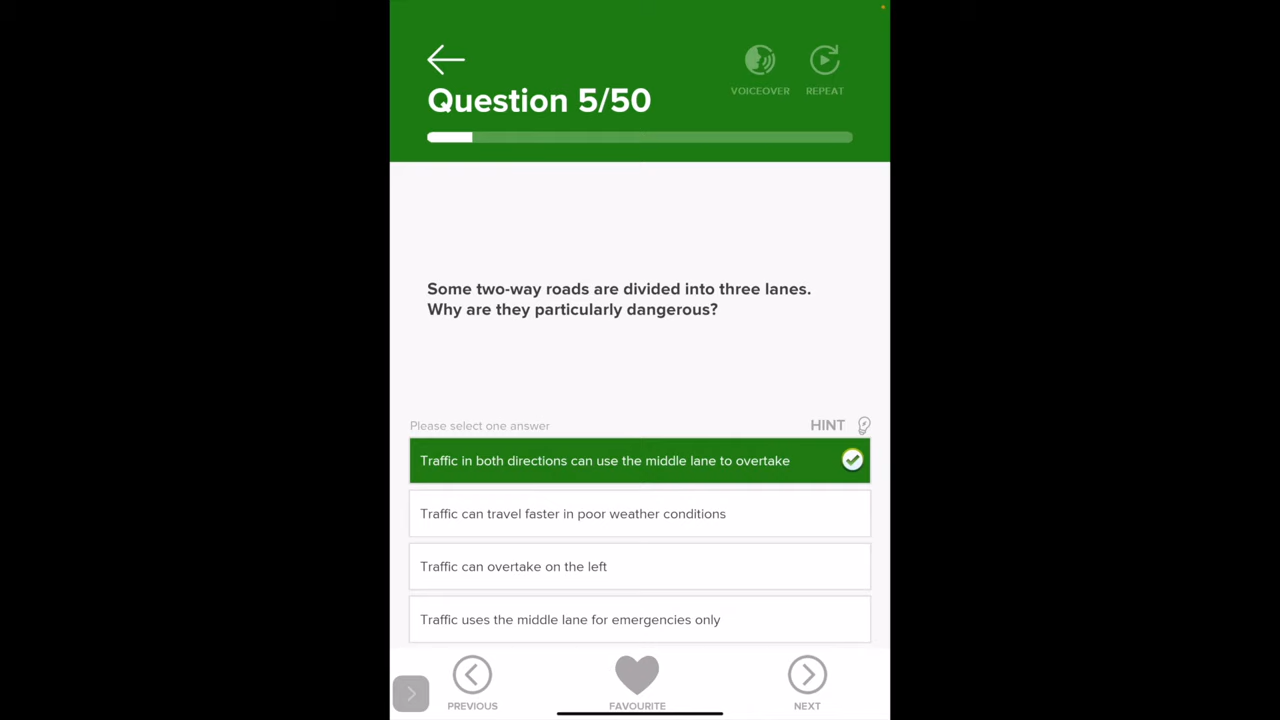 VOICEOVER
REPEAT
Question 5/50
Some two-way roads are divided into three lanes.
Why are they particularly dangerous?
Please select one answer
HINT
Traffic in both directions can use the middle lane to overtake
Traffic can travel faster in poor weather conditions
Traffic can overtake on the left
Traffic uses the middle lane for emergencies only
PREVIOUS
FAVOURITE
NEXT